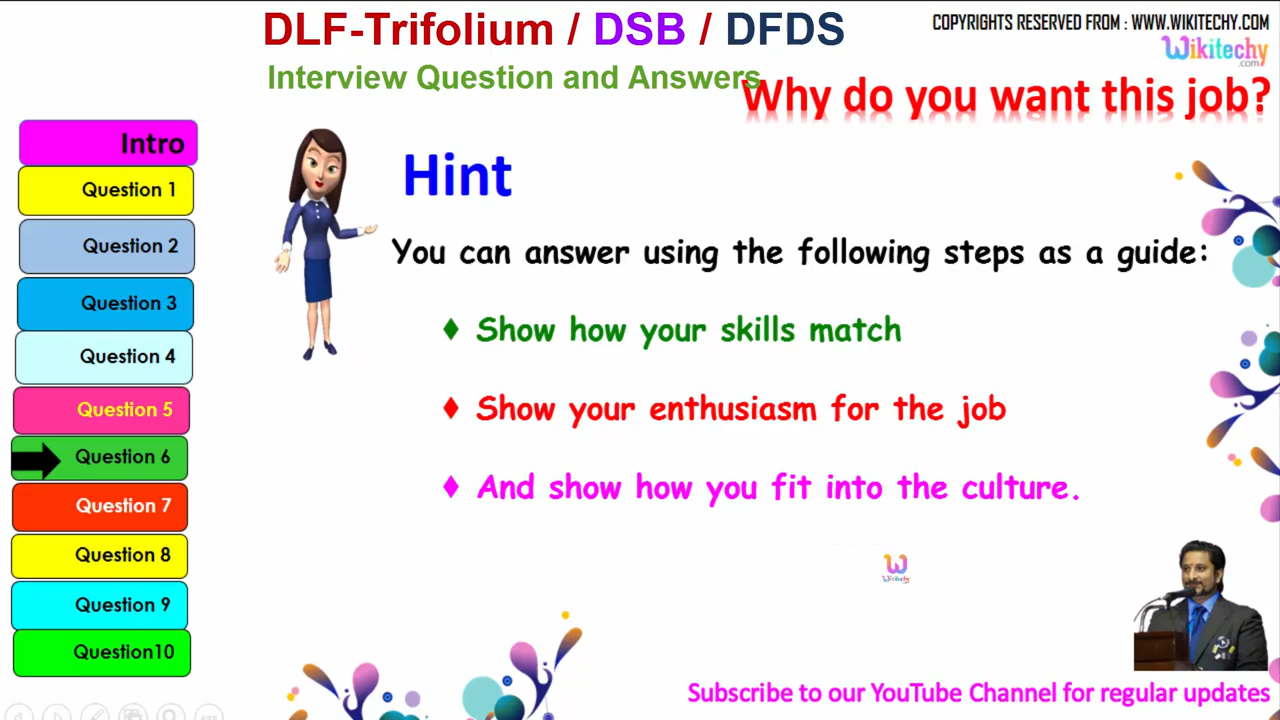 DLF-Trifolium / DSB / DFDS
COPYRIGHTS RESERVED FROM : WWW.WIKITECHY.COM
Wikitechy
.com
Interview Question and Answers
Why do you want this job?
Intro
Question 1
Question 2
Question 3
Question 4
Question 5
Question 6
Question 7
Question 8
Question 9
Question10
Hint
You can answer using the following steps as a guide:
Show how your skills match
Show your enthusiasm for the job
And show how you fit into the culture.
Wikitechy
Subscribe to our YouTube Channel for regular updates